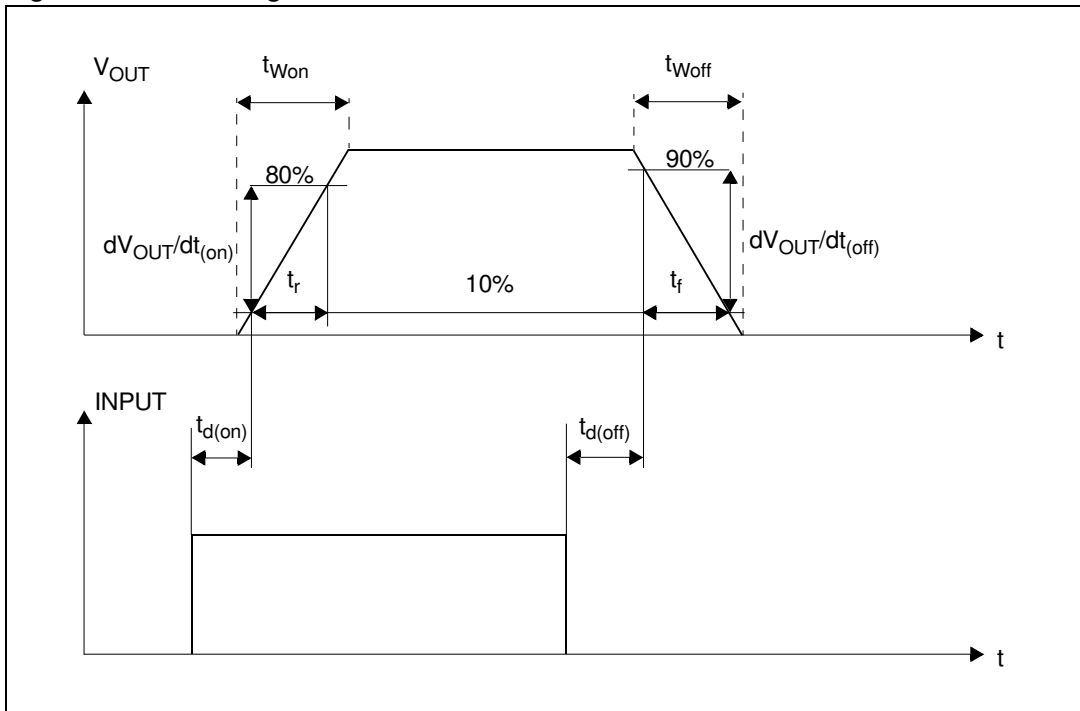 V_OUT
t_Won
t_Woff
80%
90%
dV_OUT/dt_(on)
dV_OUT/dt_(off)
t_r
10%
t_f
t
INPUT
t_d(on)
t_d(off)
t